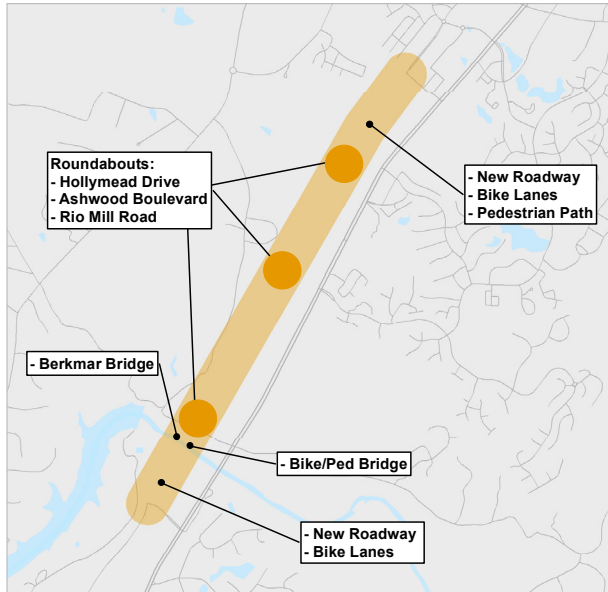 Roundabouts:
- Hollymead Drive
- Ashwood Boulevard
- Rio Mill Road
- New Roadway
- Bike Lanes
- Pedestrian Path
- Berkmar Bridge
- Bike/Ped Bridge
- New Roadway
- Bike Lanes